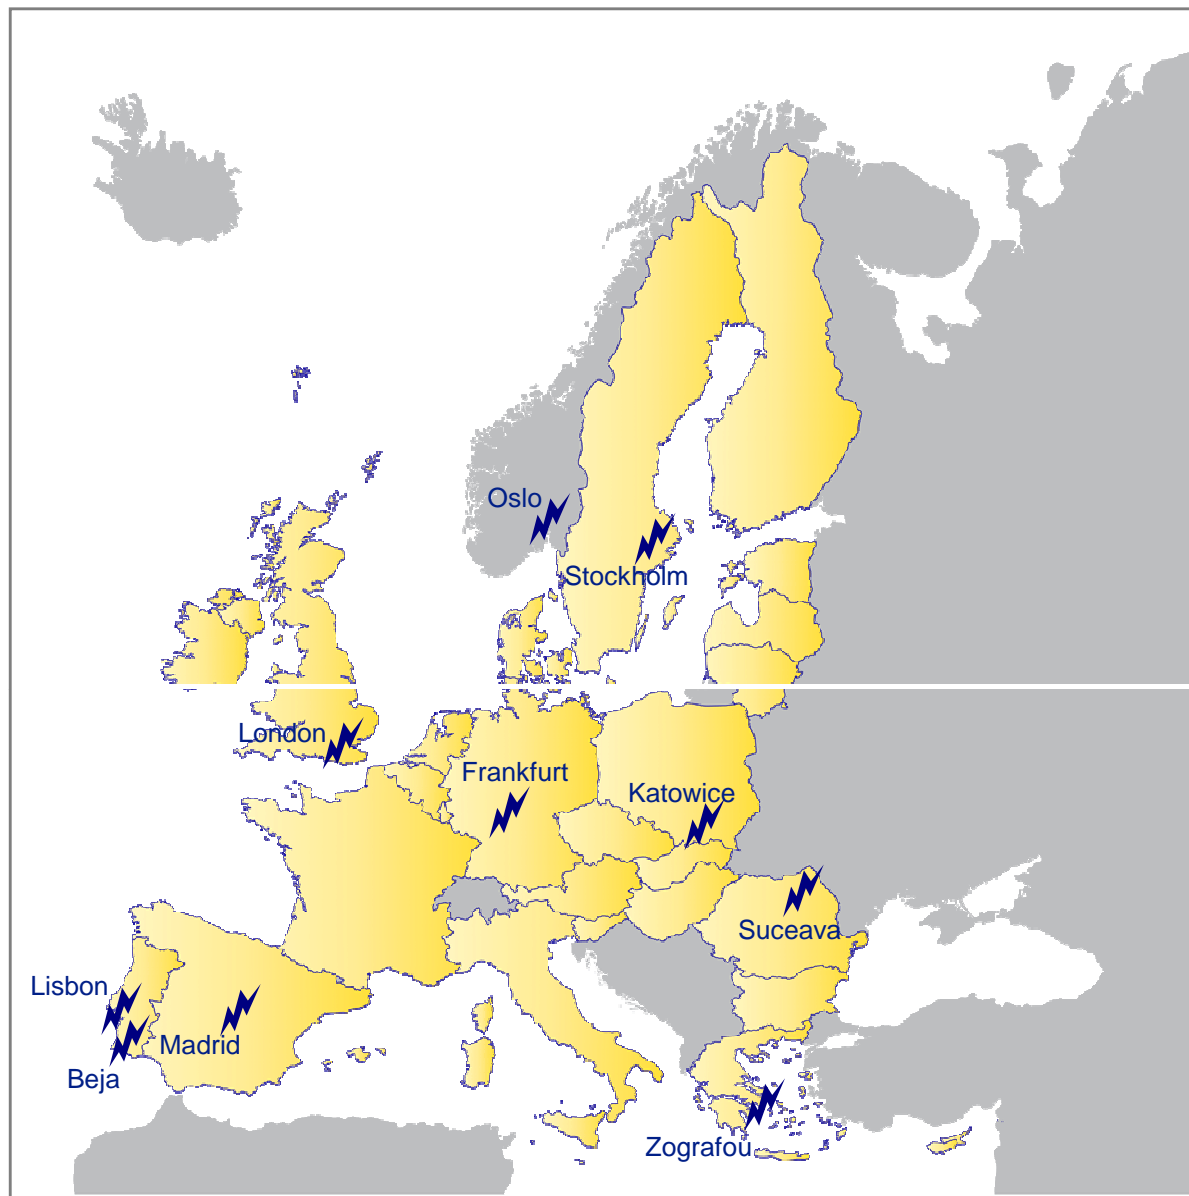 Oslo
Stockholm
London
Frankfurt
Katowice
Suceava
Lisbon
Madrid
Beja
Zografou